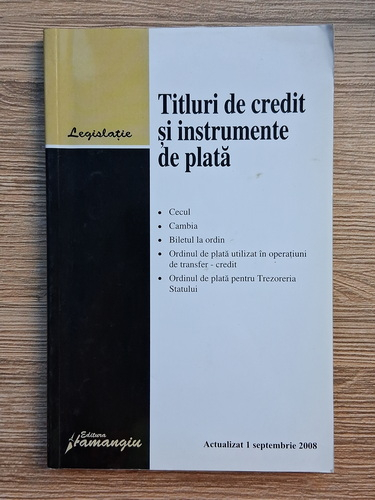 Legislație
Titluri de credit
și instrumente
de plată
• Cecul
• Cambia
• Biletul la ordin
• Ordinul de plată utilizat în operațiuni
de transfer - credit
• Ordinul de plată pentru Trezoreria
Statului
Editura
Hamangiu
Actualizat 1 septembrie 2008